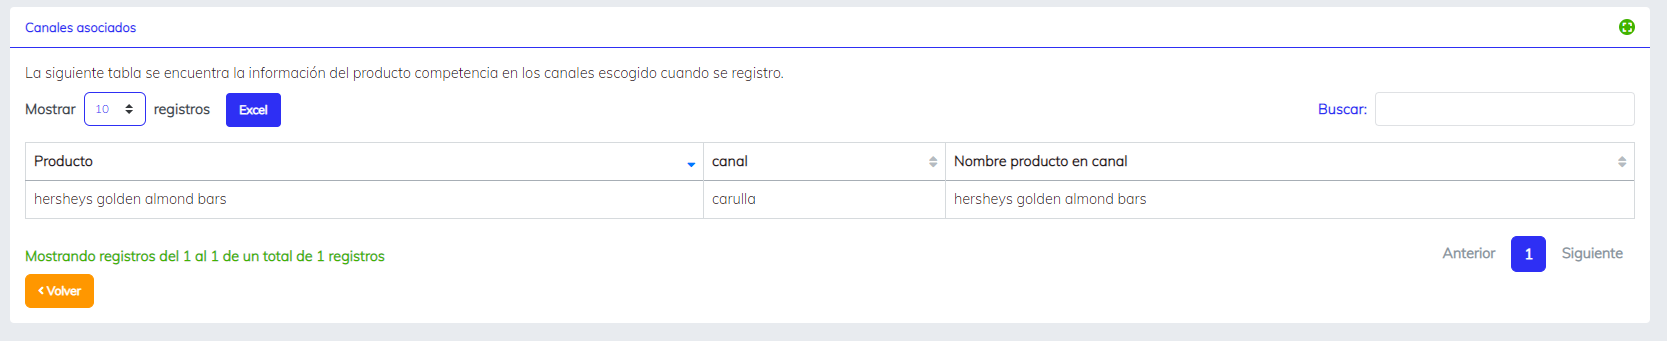 Canales asociados
La siguiente tabla se encuentra la información del producto competencia en los canales escogido cuando se registro.
Mostrar 10 registros Excel Buscar:
Producto canal Nombre producto en canal
hersheys golden almond bars carulla hersheys golden almond bars
Mostrando registros del 1 al 1 de un total de 1 registros Anterior 1 Siguiente
Volver